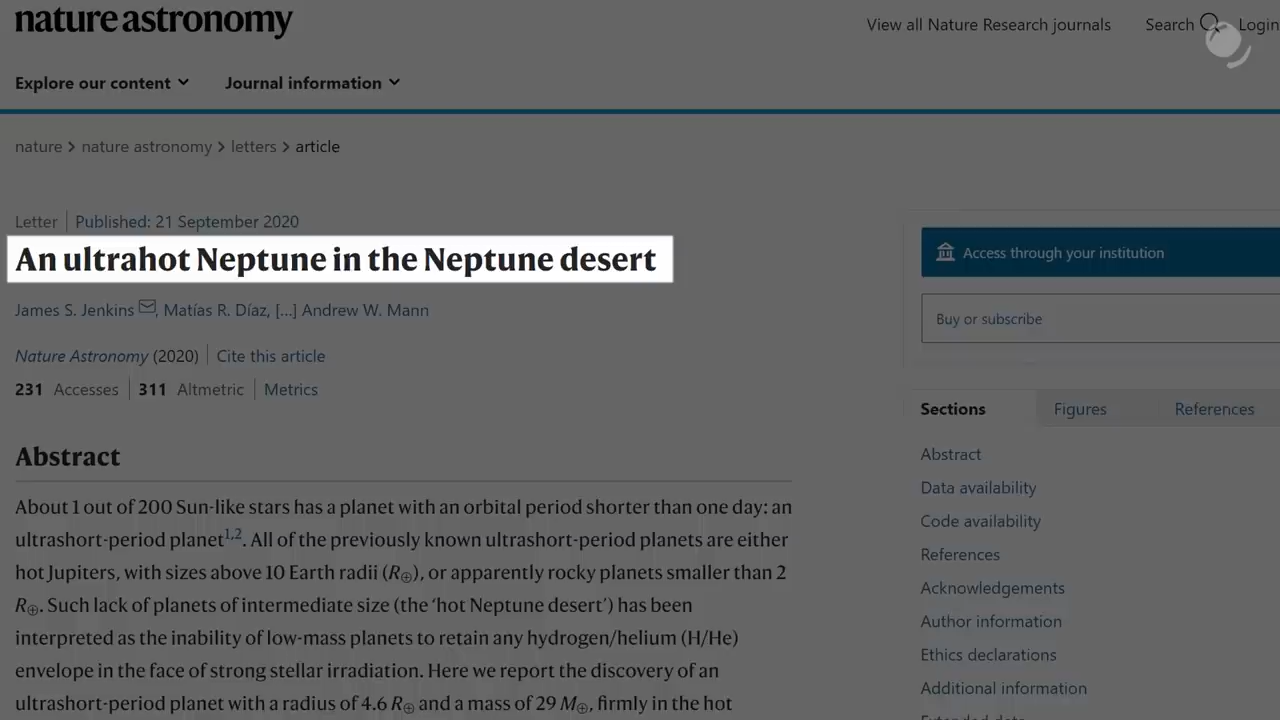 nature astronomy
View all Nature Research journals Search Login
Explore our content Journal information
nature > nature astronomy > letters > article
Letter | Published: 21 September 2020
An ultrahot Neptune in the Neptune desert
James S. Jenkins, Matías R. Díaz, [...] Andrew W. Mann
Nature Astronomy (2020) | Cite this article
231 Accesses | 311 Altmetric | Metrics
Abstract
About 1 out of 200 Sun-like stars has a planet with an orbital period shorter than one day: an
ultrashort-period planet1,2. All of the previously known ultrashort-period planets are either
hot Jupiters, with sizes above 10 Earth radii (R⊕), or apparently rocky planets smaller than 2
R⊕. Such lack of planets of intermediate size (the ‘hot Neptune desert’) has been
interpreted as the inability of low-mass planets to retain any hydrogen/helium (H/He)
envelope in the face of strong stellar irradiation. Here we report the discovery of an
ultrashort-period planet with a radius of 4.6 R⊕ and a mass of 29 M⊕, firmly in the hot
Access through your institution
Buy or subscribe
Sections Figures References
Abstract
Data availability
Code availability
References
Acknowledgements
Author information
Ethics declarations
Additional information
Extended data